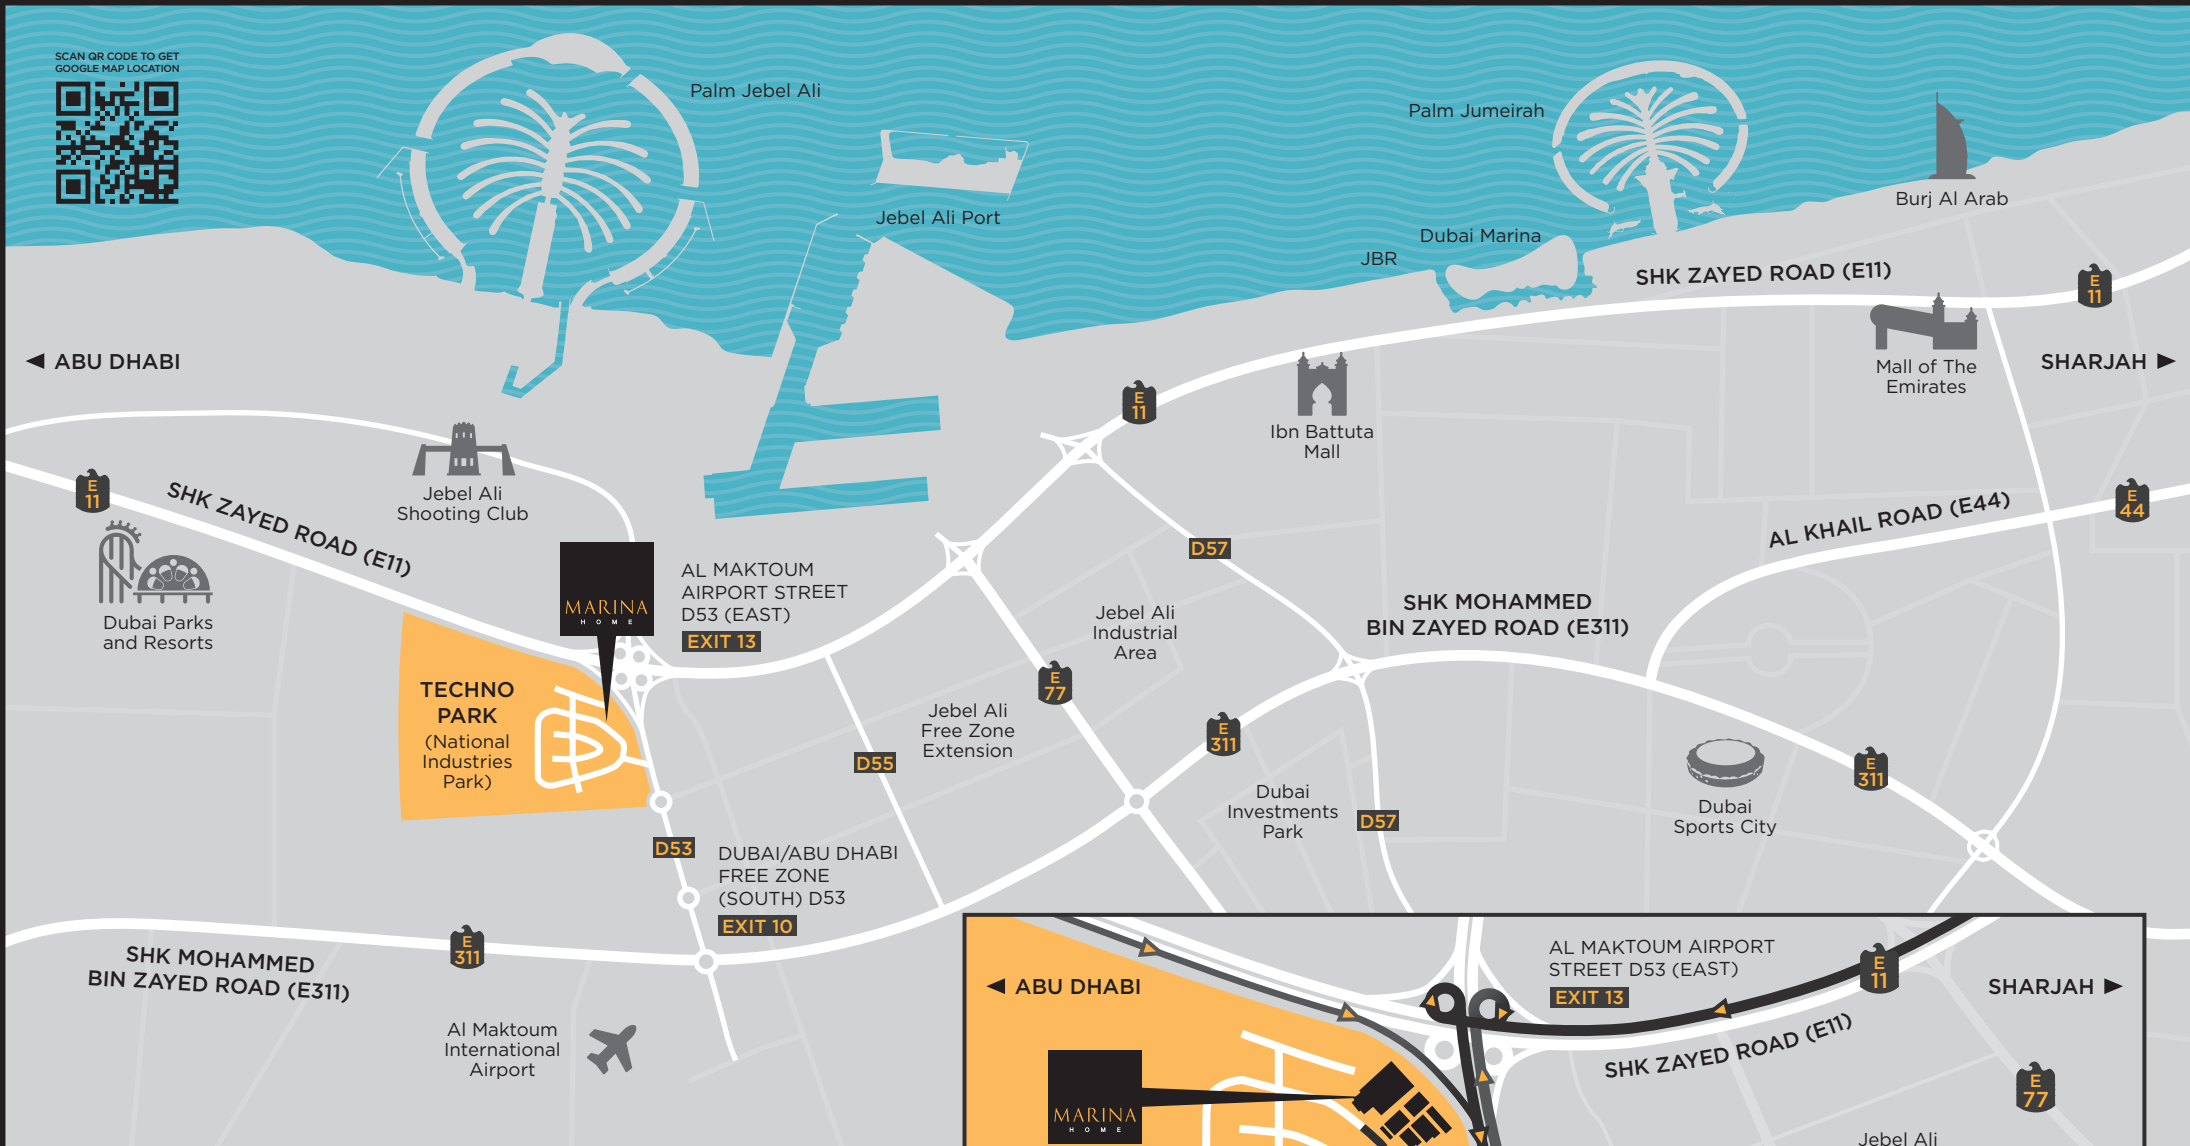 SCAN QR CODE TO GET
GOOGLE MAP LOCATION
Palm Jebel Ali
Jebel Ali Port
Palm Jumeirah
Burj Al Arab
Dubai Marina
JBR
SHK ZAYED ROAD (E11)
E
11
◄ ABU DHABI
SHARJAH ►
Mall of The
Emirates
E
11
Ibn Battuta
Mall
Jebel Ali
Shooting Club
E
11
SHK ZAYED ROAD (E11)
AL KHAIL ROAD (E44)
E
44
D57
Dubai Parks
and Resorts
MARINA
HOME
AL MAKTOUM
AIRPORT STREET
D53 (EAST)
EXIT 13
Jebel Ali
Industrial
Area
SHK MOHAMMED
BIN ZAYED ROAD (E311)
TECHNO
PARK
(National
Industries
Park)
E
77
Jebel Ali
Free Zone
Extension
E
311
D55
Dubai
Investments
Park
D57
Dubai
Sports City
E
311
D53
DUBAI/ABU DHABI
FREE ZONE
(SOUTH) D53
EXIT 10
E
311
SHK MOHAMMED
BIN ZAYED ROAD (E311)
Al Maktoum
International
Airport
◄ ABU DHABI
AL MAKTOUM AIRPORT
STREET D53 (EAST)
EXIT 13
E
11
SHARJAH ►
SHK ZAYED ROAD (E11)
E
77
MARINA
HOME
Jebel Ali